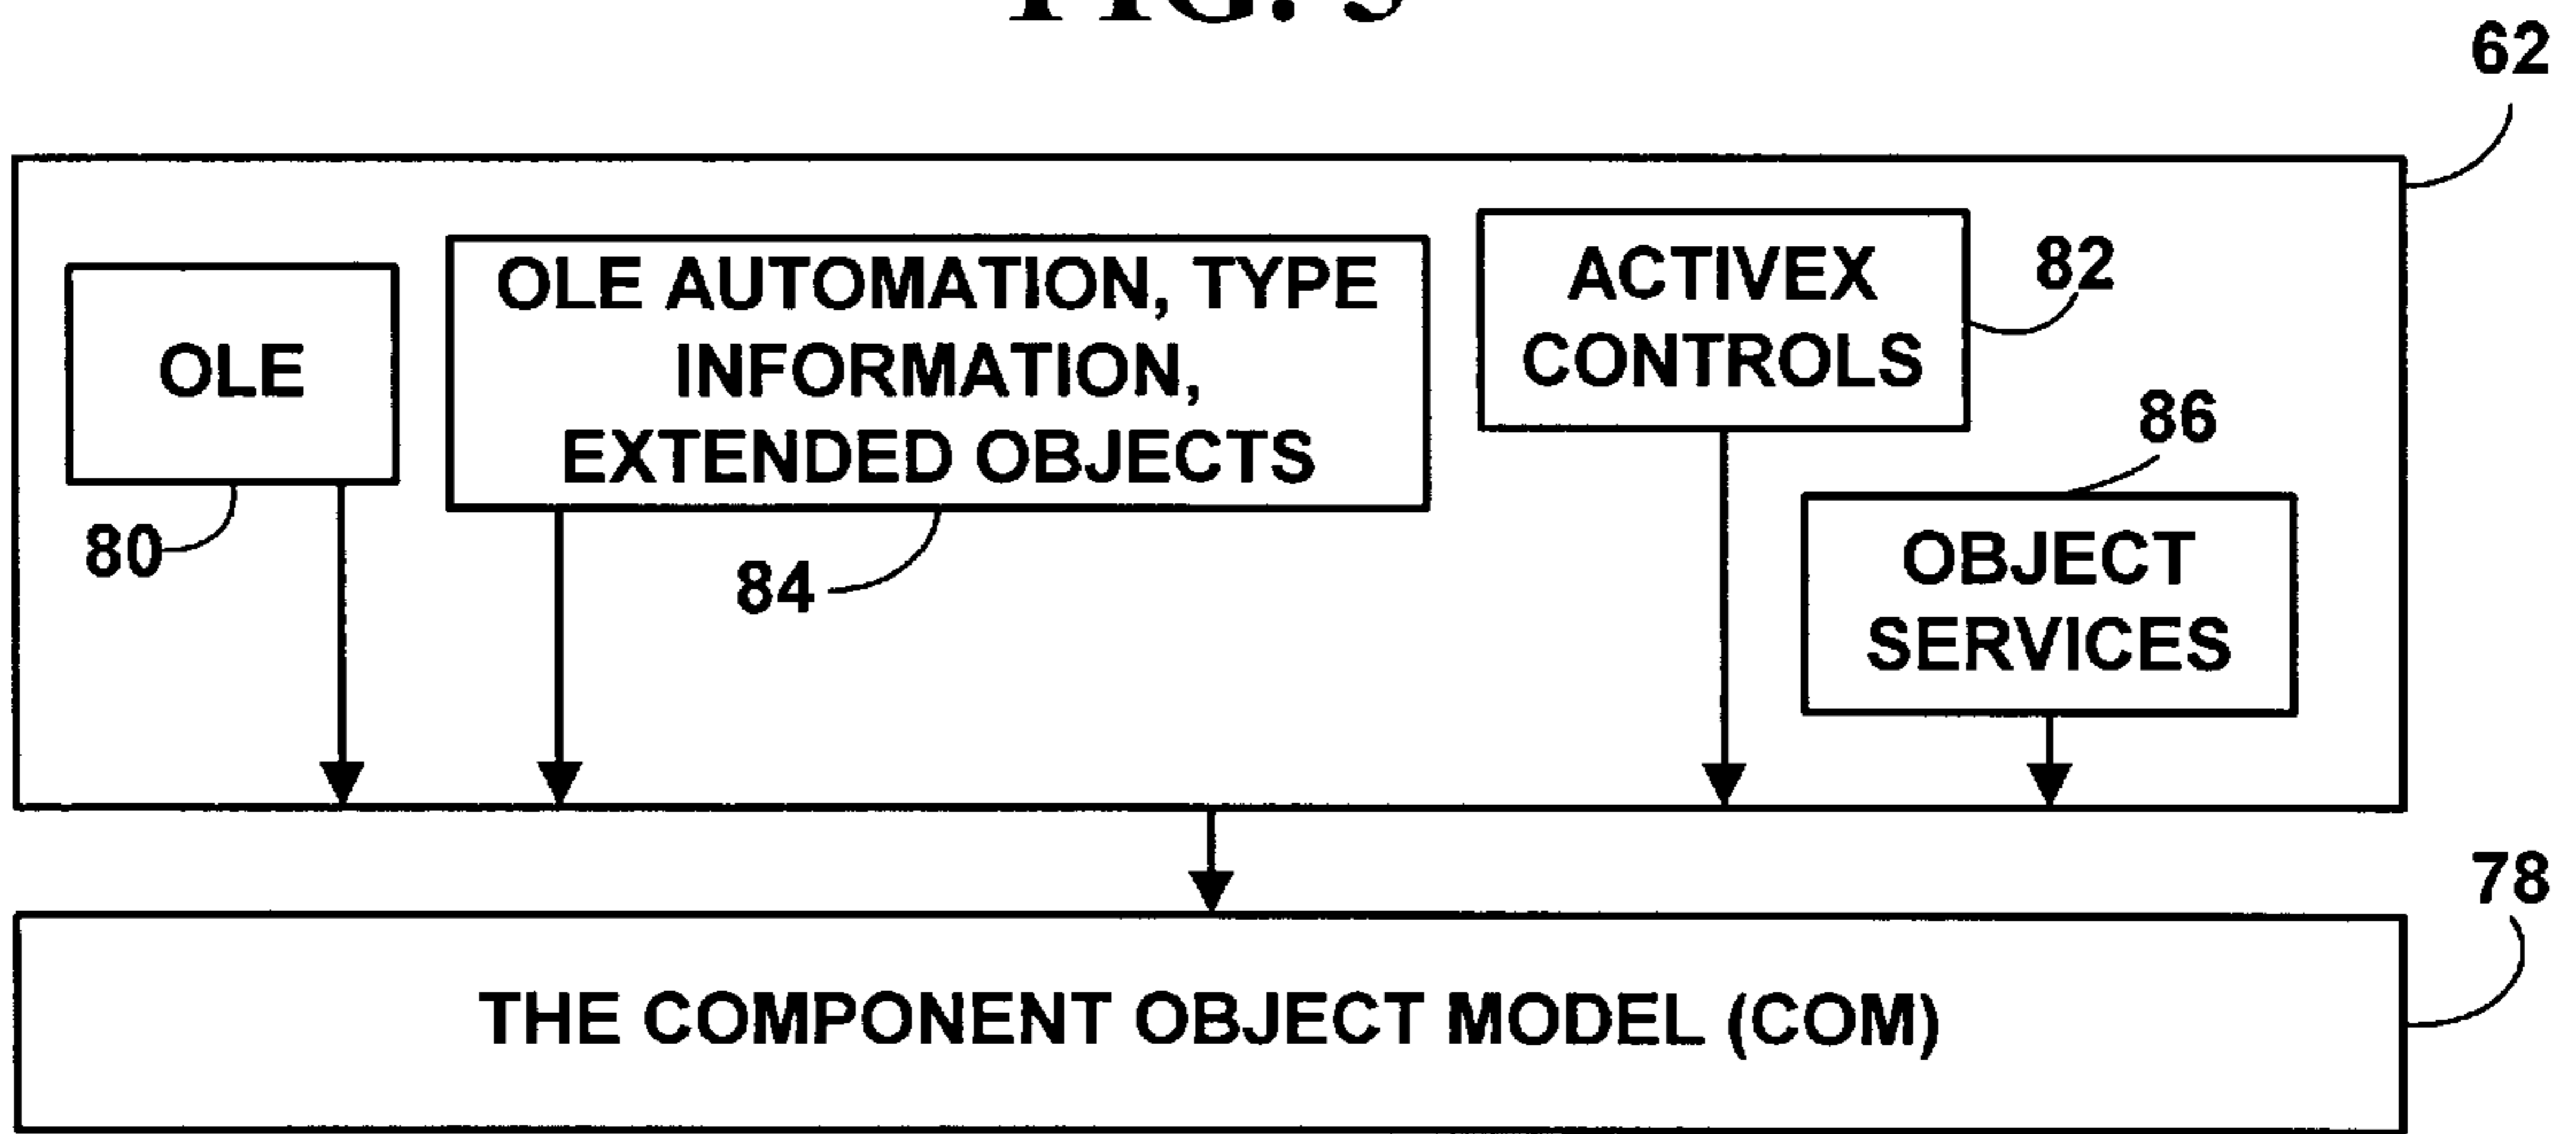 62
OLE
OLE AUTOMATION, TYPE
INFORMATION,
EXTENDED OBJECTS
ACTIVEX
CONTROLS
82
86
80
84
OBJECT
SERVICES
78
THE COMPONENT OBJECT MODEL (COM)